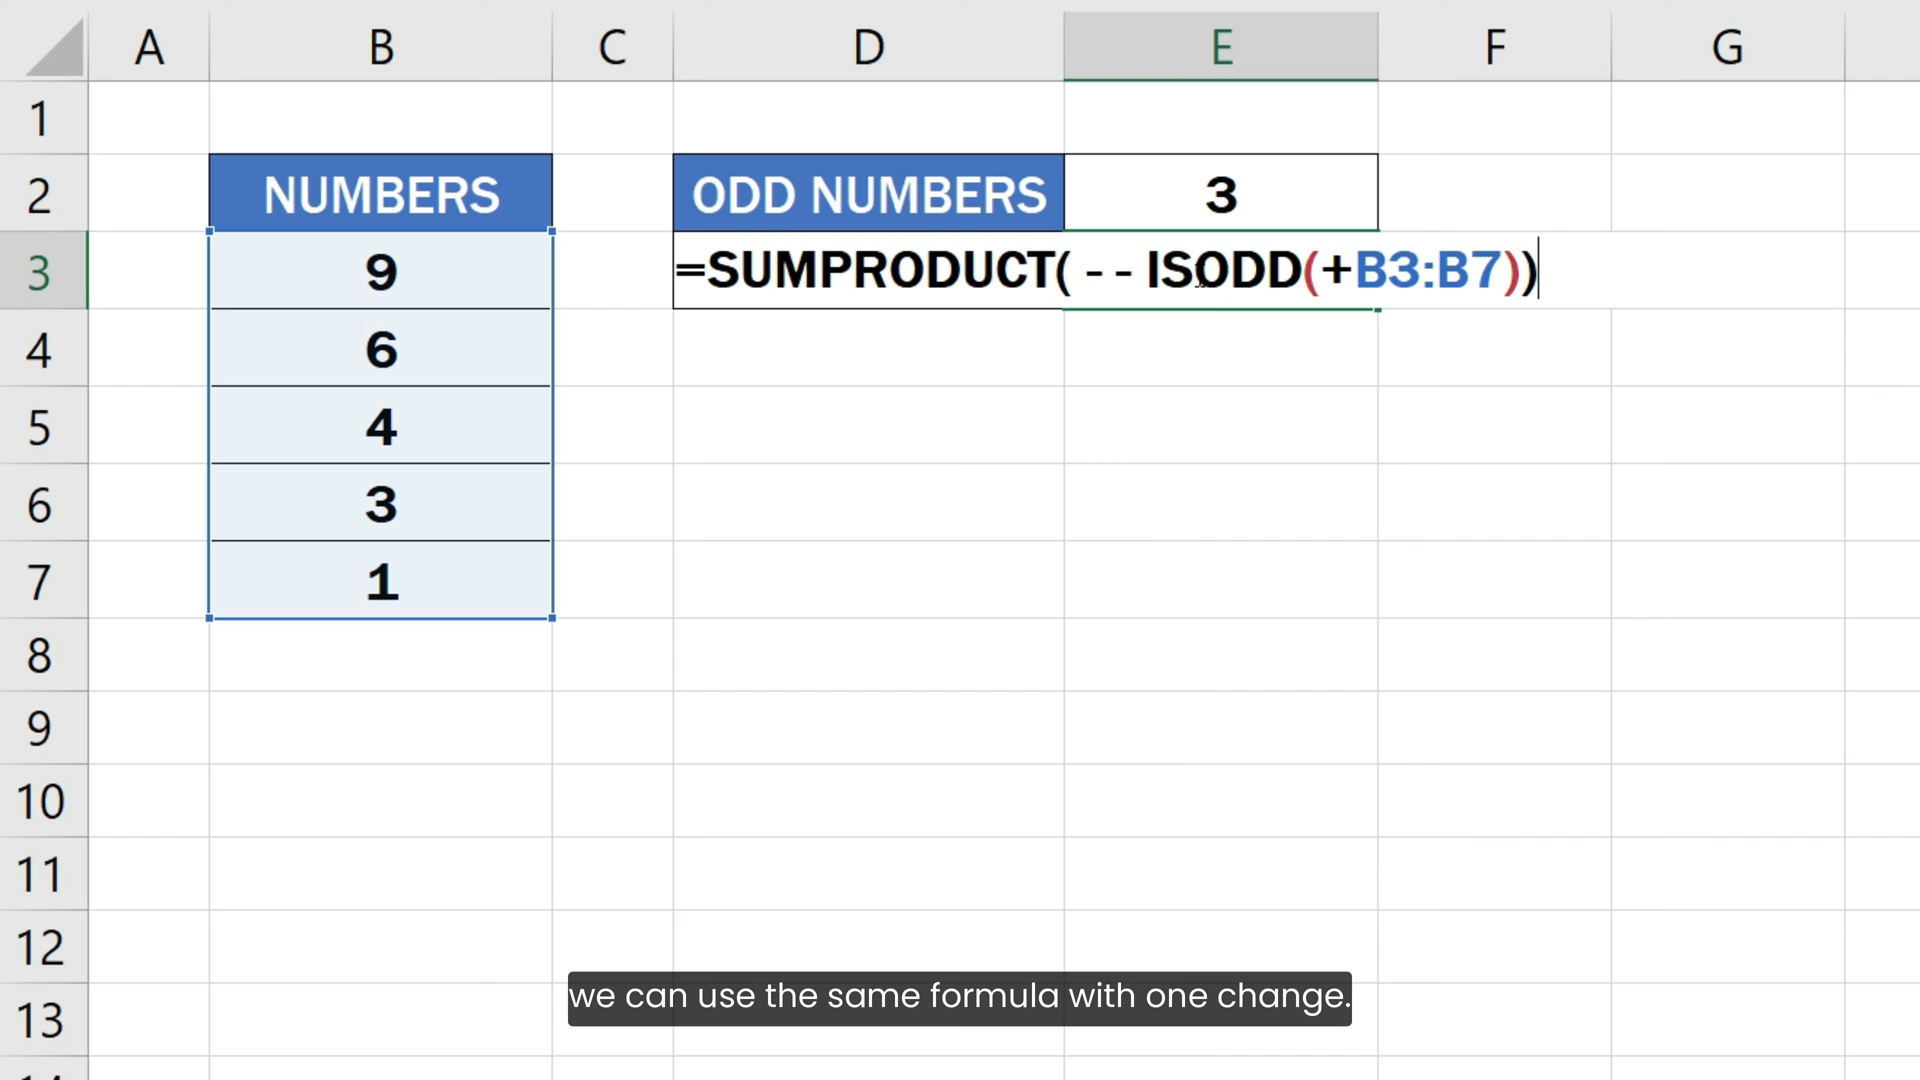 A B C D E F G
1
2 NUMBERS ODD NUMBERS 3
3 9 =SUMPRODUCT( - - ISODD(+B3:B7))
4 6
5 4
6 3
7 1
8
9
10
11
12
we can use the same formula with one change.
13